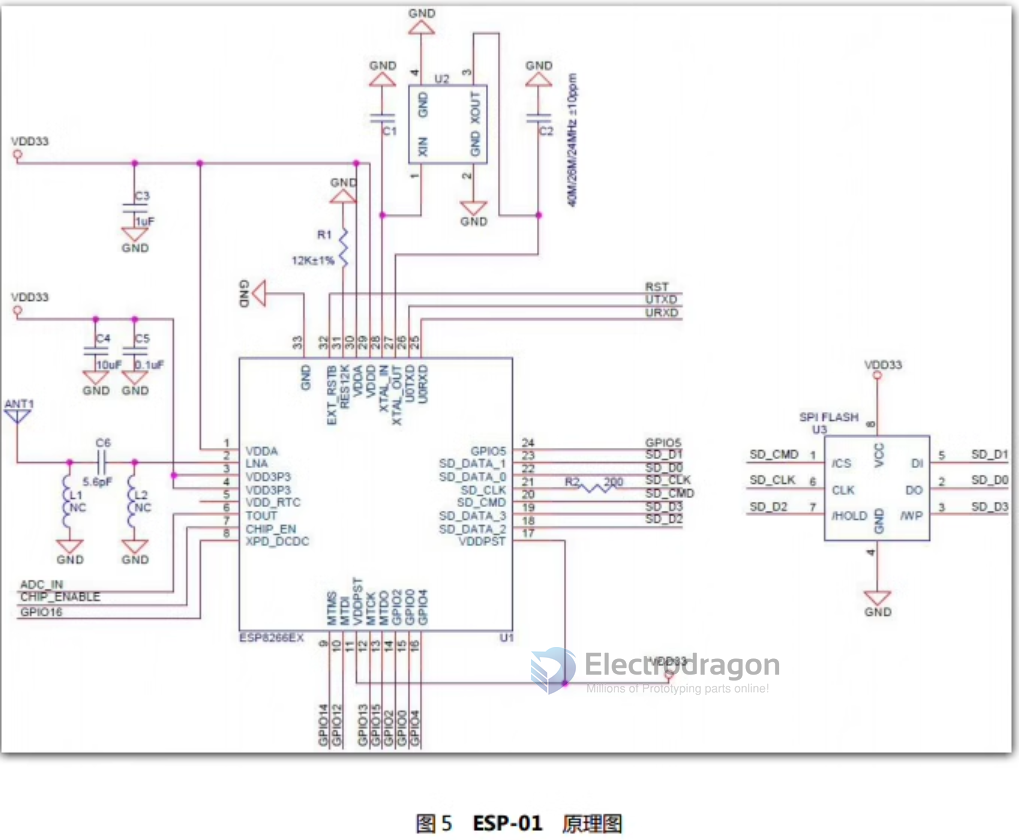 GND
GND
GND
4
3
U2
GND
XOUT
XIN
GND
C1
C2
1
2
GND
40M/26M/24MHz ±10ppm
VDD33
C3
1uF
GND
GND
R1
12K±1%
GND
RST
UTXD
URXD
VDD33
C4
C5
10uF
0.1uF
GND
GND
33
32
31
30
29
28
27
26
25
GND
EXT_RSTB
RES12K
VDDA
VDDD
XTAL_IN
XTAL_OUT
U0TXD
U0RXD
ANT1
C6
5.6pF
L1
NC
L2
NC
GND
GND
1 VDDA
2 LNA
3 VDD3P3
4 VDD3P3
5 VDD_RTC
6 TOUT
7 CHIP_EN
8 XPD_DCDC
ADC_IN
CHIP_ENABLE
GPIO16
GPIO5 24 GPIO5
SD_DATA_1 23 SD_D1
SD_DATA_0 22 SD_D0
SD_CLK 21 R2 200 SD_CLK
SD_CMD 20 SD_CMD
SD_DATA_3 19 SD_D3
SD_DATA_2 18 SD_D2
VDDPST 17
MTMS
MTDI
VDDPST
MTCK
MTDO
GPIO2
GPIO0
GPIO4
ESP8266EX
U1
9
10
11
12
13
14
15
16
GPIO14
GPIO12
GPIO13
GPIO15
GPIO2
GPIO0
GPIO4
VDD33
VDD33
SPI FLASH
U3
8
VCC
SD_CMD 1 /CS
SD_CLK 6 CLK
SD_D2 7 /HOLD
DI 5 SD_D1
DO 2 SD_D0
/WP 3 SD_D3
GND
4
GND
Electrodragon
Millions of Prototyping parts online!
图 5 ESP-01 原理图